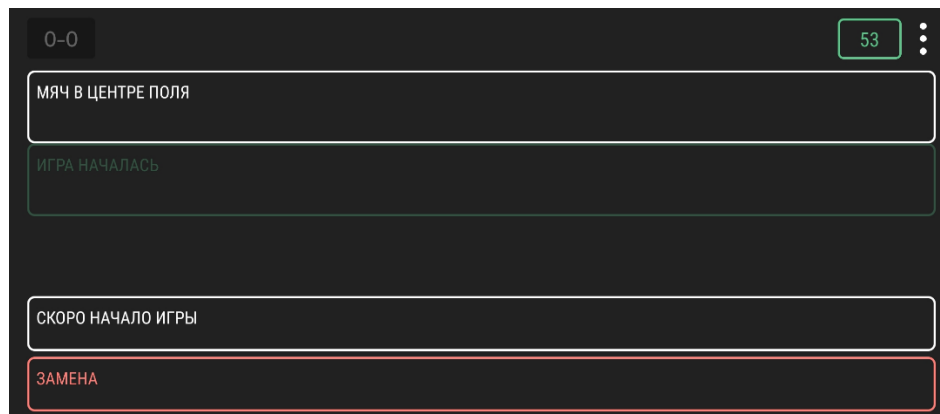 0-0
53
МЯЧ В ЦЕНТРЕ ПОЛЯ
ИГРА НАЧАЛАСЬ
СКОРО НАЧАЛО ИГРЫ
ЗАМЕНА